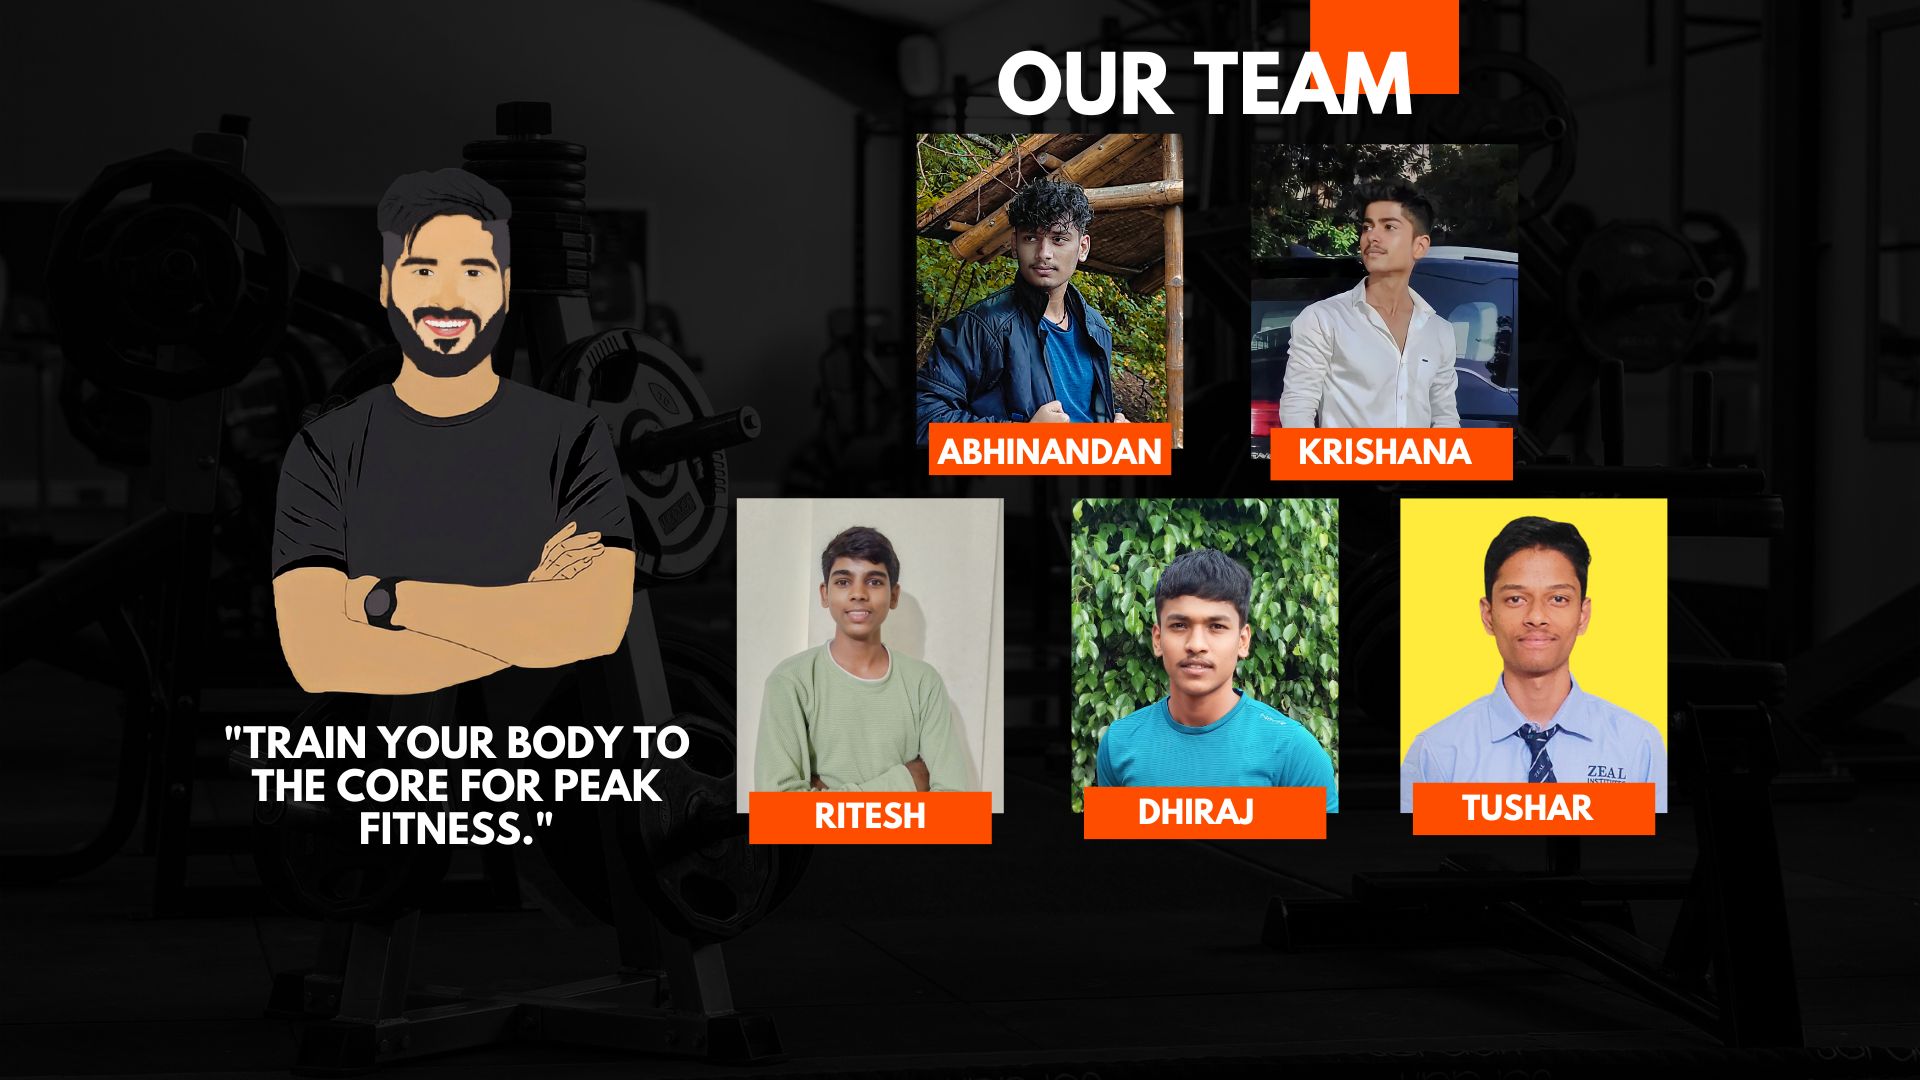 OUR TEAM
ABHINANDAN
KRISHANA
RITESH
DHIRAJ
TUSHAR
ZEAL
"TRAIN YOUR BODY TO
THE CORE FOR PEAK
FITNESS."